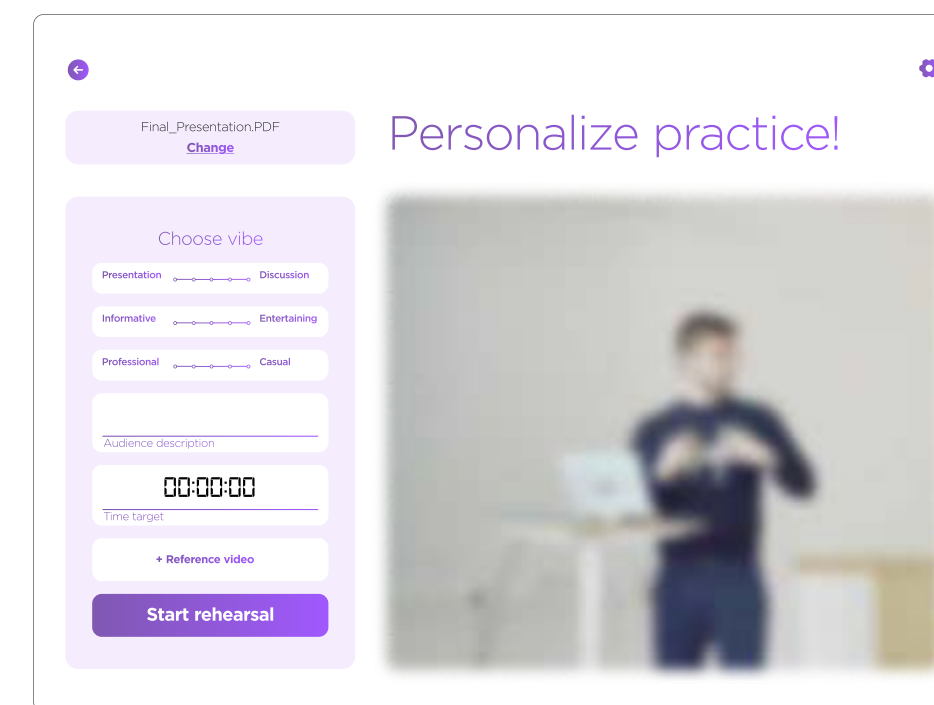 Final_Presentation.PDF
Change
Personalize practice!
Choose vibe
Presentation Discussion
Informative Entertaining
Professional Casual
Audience description
00:00:00
Time target
+ Reference video
Start rehearsal